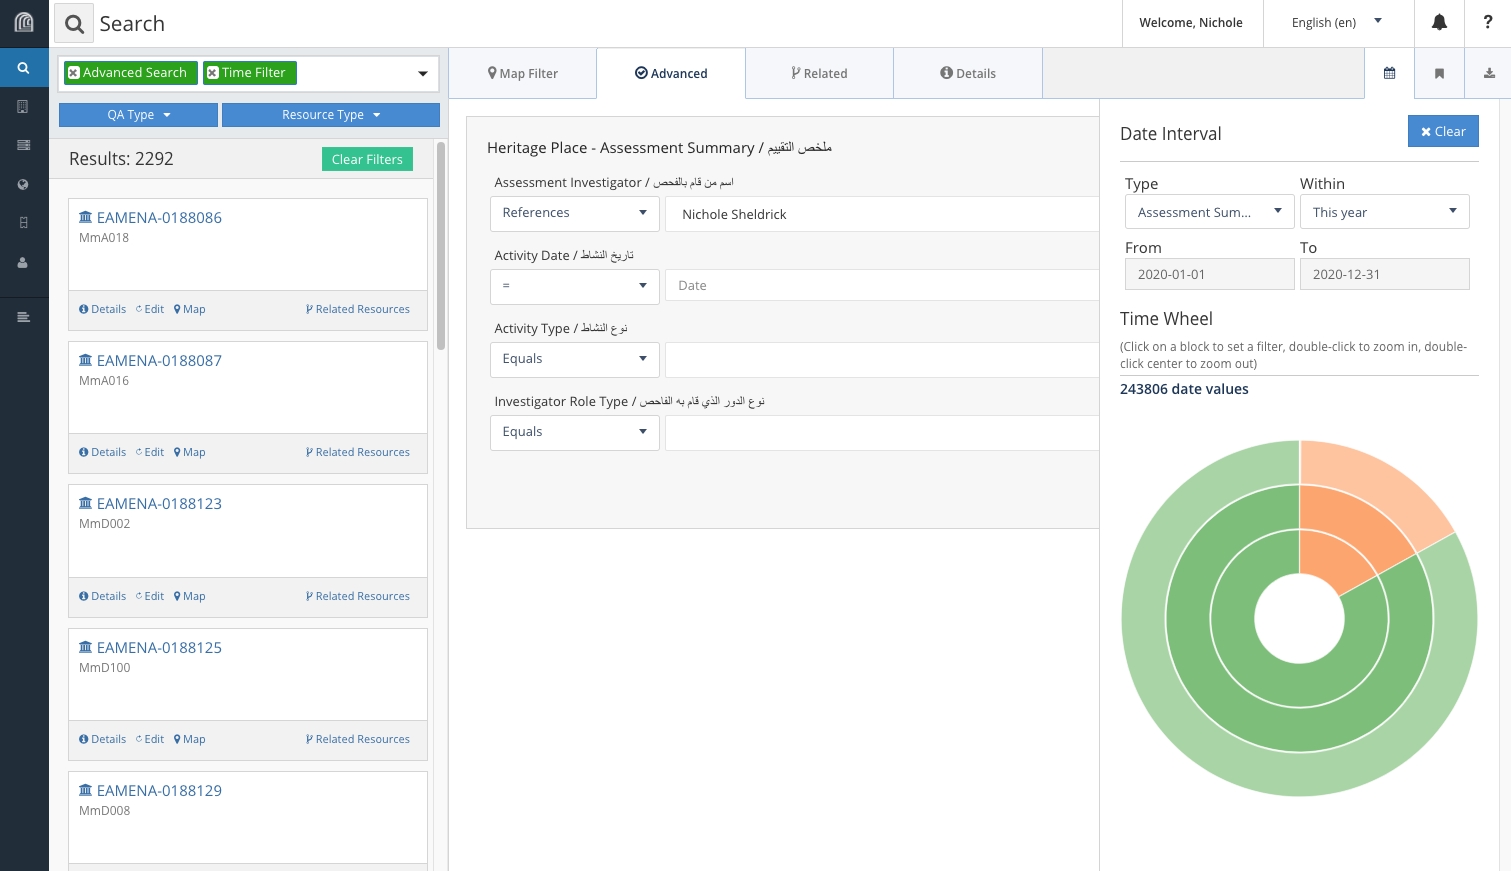 Search
Welcome, Nichole
English (en)
?
Advanced Search
Time Filter
Map Filter
Advanced
Related
Details
QA Type
Resource Type
Results: 2292
Clear Filters
EAMENA-0188086
MmA018
Details Edit Map Related Resources
EAMENA-0188087
MmA016
Details Edit Map Related Resources
EAMENA-0188123
MmD002
Details Edit Map Related Resources
EAMENA-0188125
MmD100
Details Edit Map Related Resources
EAMENA-0188129
MmD008
Heritage Place - Assessment Summary / ملخص التقييم
Assessment Investigator / اسم من قام بالفحص
References
Nichole Sheldrick
Activity Date / تاريخ النشاط
=
Date
Activity Type / نوع النشاط
Equals
Investigator Role Type / نوع الدور الذي قام به الفاحص
Equals
Date Interval
Clear
Type
Within
Assessment Sum...
This year
From
To
2020-01-01
2020-12-31
Time Wheel
(Click on a block to set a filter, double-click to zoom in, double-
click center to zoom out)
243806 date values